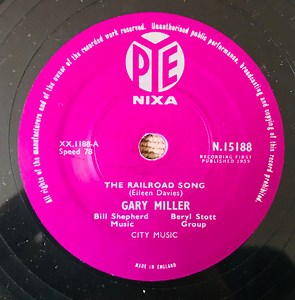 All rights of the manufacturers and of the owner of the recorded work reserved. Unauthorised public performance, broadcasting and copying of this record prohibited.
PYE
NIXA
XX.1188-A
Speed 78
N.15188
RECORDING FIRST
PUBLISHED 1959
THE RAILROAD SONG
(Eileen Davies)
GARY MILLER
Bill Shepherd Beryl Stott
Music Group
CITY MUSIC
MADE IN ENGLAND